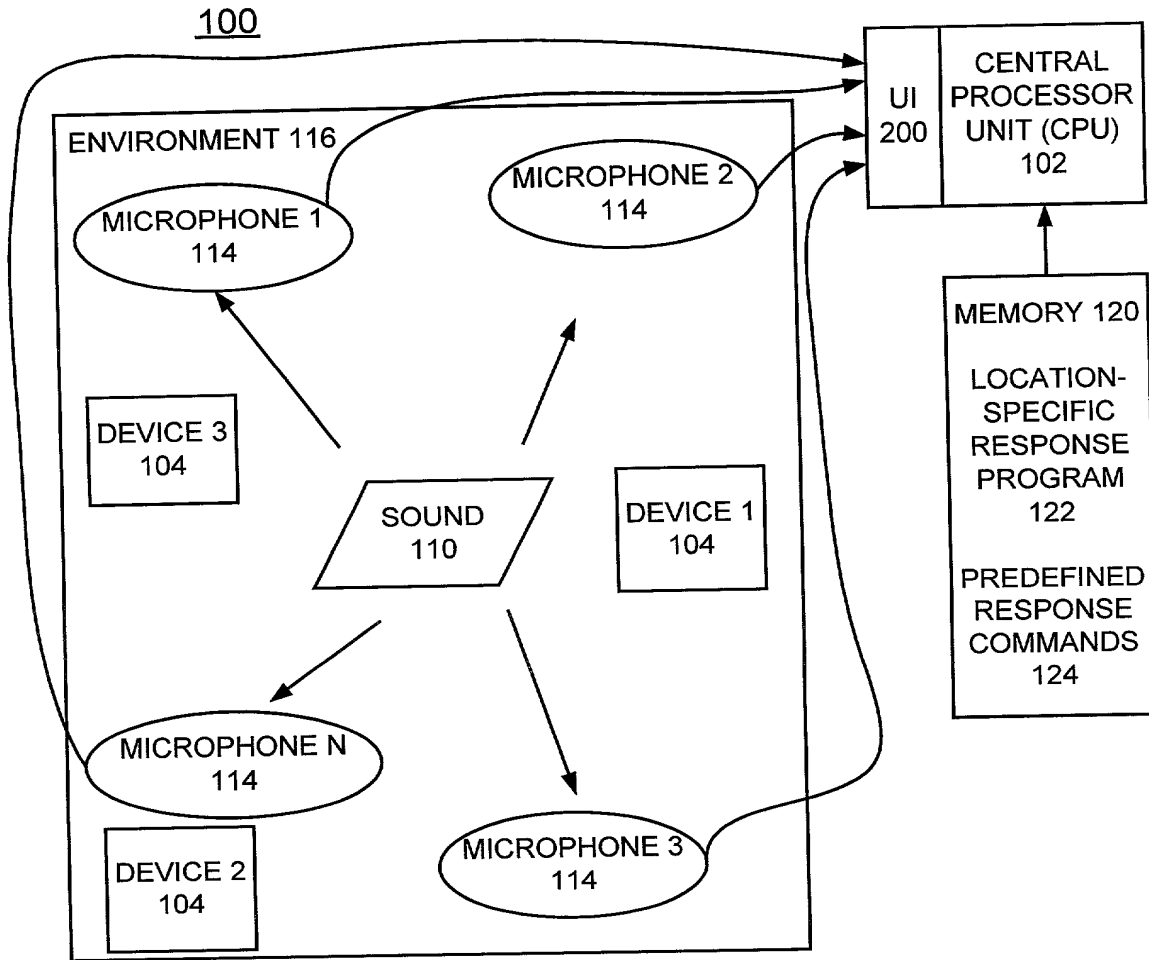 100
UI
200
CENTRAL
PROCESSOR
UNIT (CPU)
102
ENVIRONMENT 116
MICROPHONE 1
114
MICROPHONE 2
114
MEMORY 120
LOCATION-
SPECIFIC
RESPONSE
PROGRAM
122
PREDEFINED
RESPONSE
COMMANDS
124
DEVICE 3
104
SOUND
110
DEVICE 1
104
MICROPHONE N
114
MICROPHONE 3
114
DEVICE 2
104